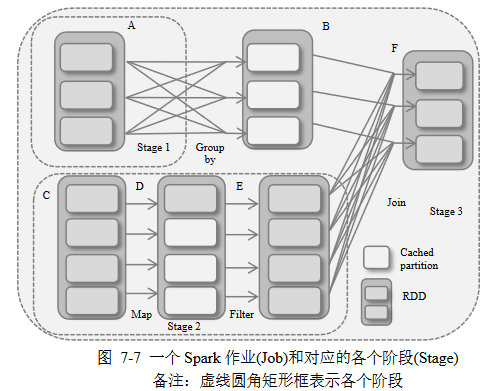 A
B
F
Stage 1
Group
by
C
D
E
Join
Stage 3
Cached
partition
RDD
Map
Stage 2
Filter
图 7-7 一个 Spark 作业(Job)和对应的各个阶段(Stage)
备注：虚线圆角矩形框表示各个阶段